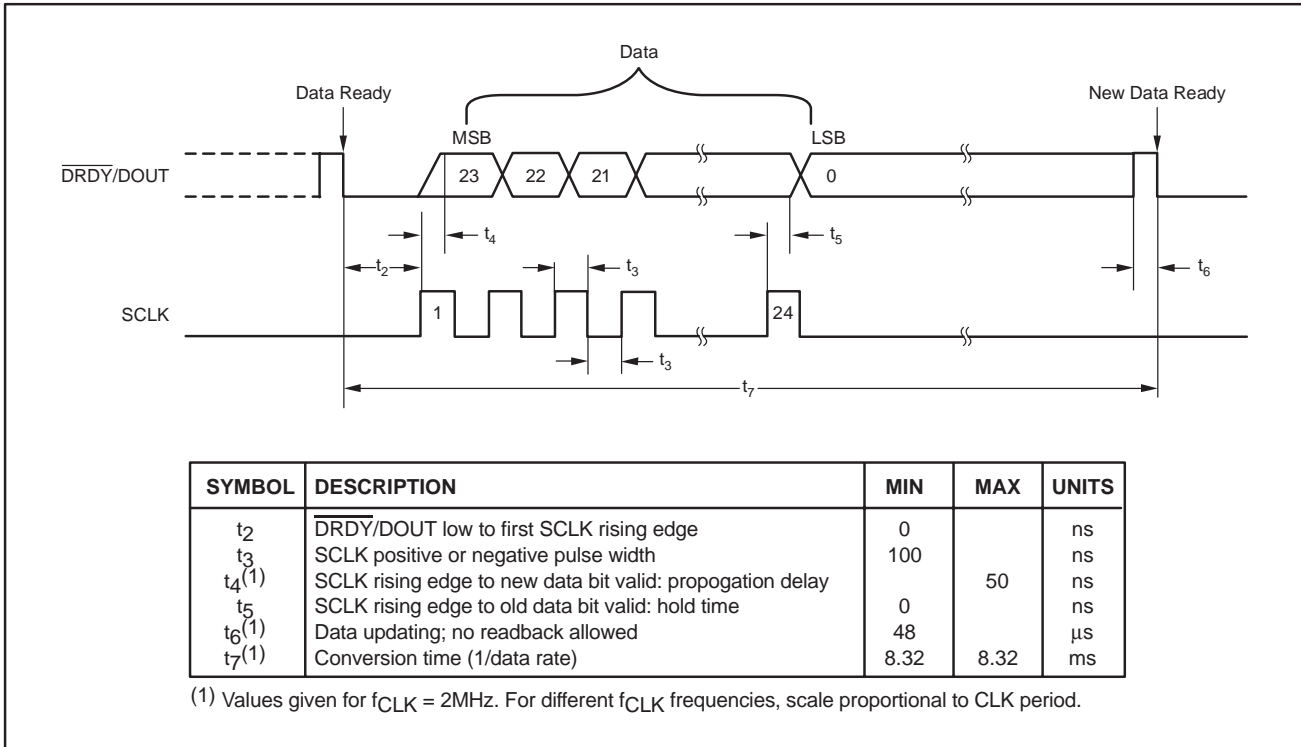 Data
Data Ready
New Data Ready
MSB
LSB
DRDY/DOUT
23
22
21
0
t4
t5
t2
t3
t6
SCLK
1
24
t3
t7
SYMBOL DESCRIPTION MIN MAX UNITS
t2 DRDY/DOUT low to first SCLK rising edge 0 ns
t3 SCLK positive or negative pulse width 100 ns
t4(1) SCLK rising edge to new data bit valid: propogation delay 50 ns
t5 SCLK rising edge to old data bit valid: hold time 0 ns
t6(1) Data updating; no readback allowed 48 μs
t7(1) Conversion time (1/data rate) 8.32 8.32 ms
(1) Values given for fCLK = 2MHz. For different fCLK frequencies, scale proportional to CLK period.